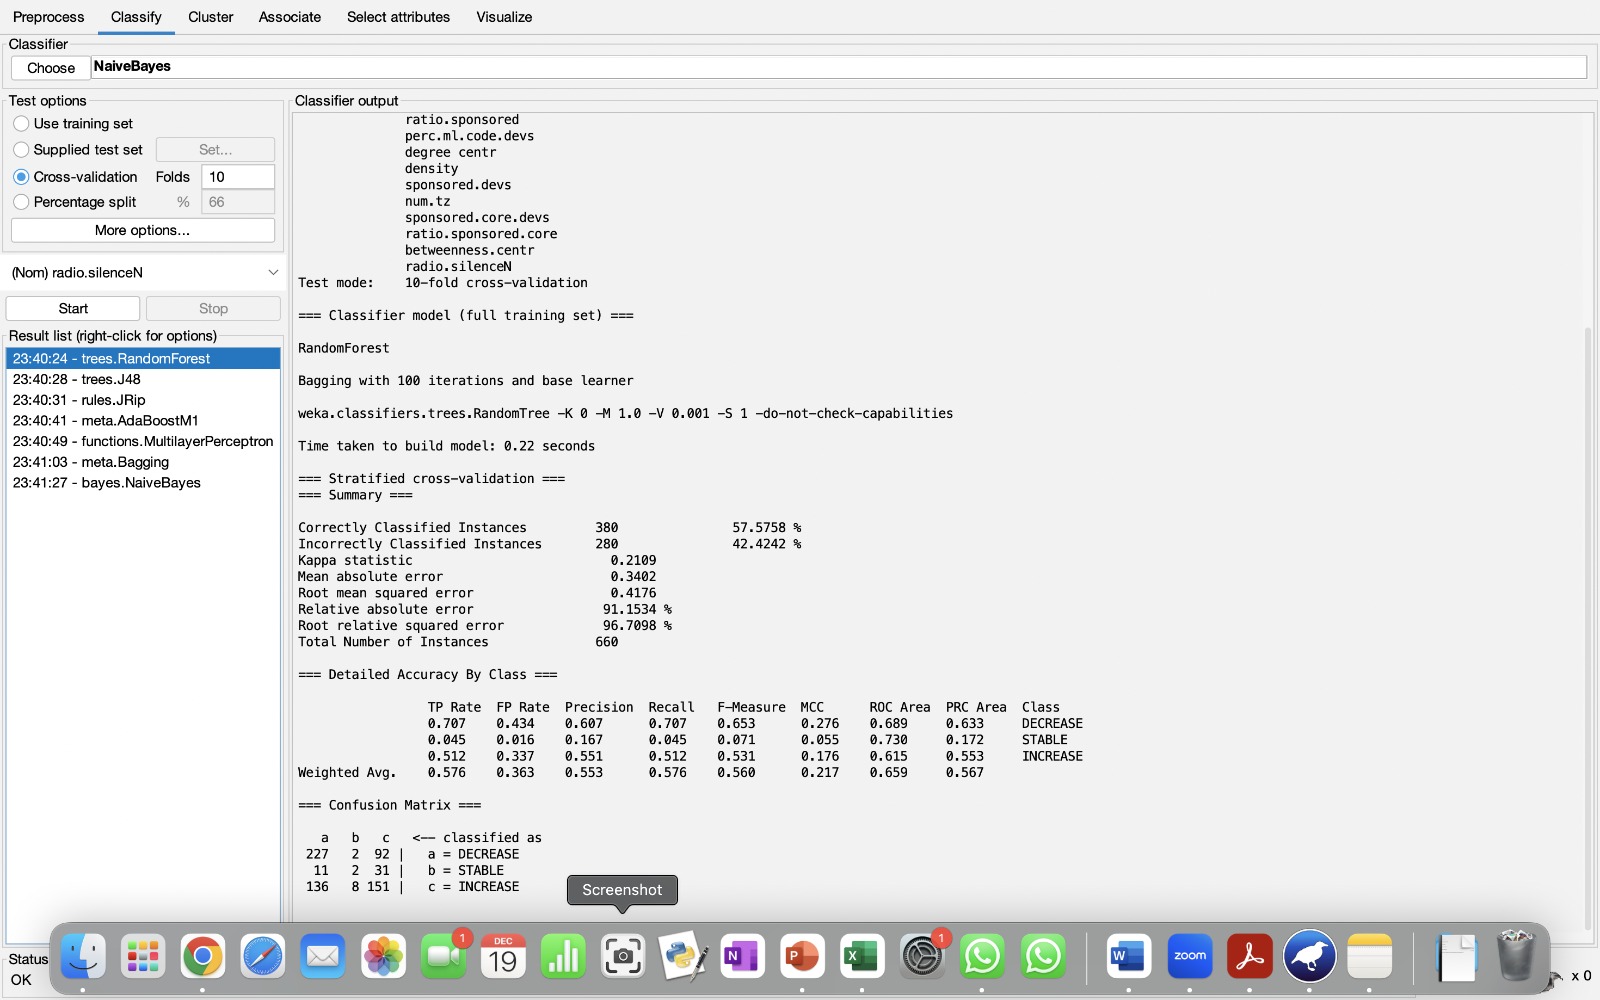 Preprocess Classify Cluster Associate Select attributes Visualize
Classifier
Choose NaiveBayes
Test options
Use training set
Supplied test set Set...
Cross-validation Folds 10
Percentage split % 66
More options...
(Nom) radio.silenceN
Start Stop
Result list (right-click for options)
23:40:24 - trees.RandomForest
23:40:28 - trees.J48
23:40:31 - rules.JRip
23:40:41 - meta.AdaBoostM1
23:40:49 - functions.MultilayerPerceptron
23:41:03 - meta.Bagging
23:41:27 - bayes.NaiveBayes
Classifier output
ratio.sponsored
perc.ml.code.devs
degree centr
density
sponsored.devs
num.tz
sponsored.core.devs
ratio.sponsored.core
betweenness.centr
radio.silenceN
Test mode: 10-fold cross-validation
=== Classifier model (full training set) ===
RandomForest
Bagging with 100 iterations and base learner
weka.classifiers.trees.RandomTree -K 0 -M 1.0 -V 0.001 -S 1 -do-not-check-capabilities
Time taken to build model: 0.22 seconds
=== Stratified cross-validation ===
=== Summary ===
Correctly Classified Instances 380 57.5758 %
Incorrectly Classified Instances 280 42.4242 %
Kappa statistic 0.2109
Mean absolute error 0.3402
Root mean squared error 0.4176
Relative absolute error 91.1534 %
Root relative squared error 96.7098 %
Total Number of Instances 660
=== Detailed Accuracy By Class ===
TP Rate FP Rate Precision Recall F-Measure MCC ROC Area PRC Area Class
0.707 0.434 0.607 0.707 0.653 0.276 0.689 0.633 DECREASE
0.045 0.016 0.167 0.045 0.071 0.055 0.730 0.172 STABLE
0.512 0.337 0.551 0.512 0.531 0.176 0.615 0.553 INCREASE
Weighted Avg. 0.576 0.363 0.553 0.576 0.560 0.217 0.659 0.567
=== Confusion Matrix ===
a b c <-- classified as
227 2 92 | a = DECREASE
11 2 31 | b = STABLE
136 8 151 | c = INCREASE
Screenshot
Status
OK
1
DEC
19
N
P
X
1
W
zoom
x 0